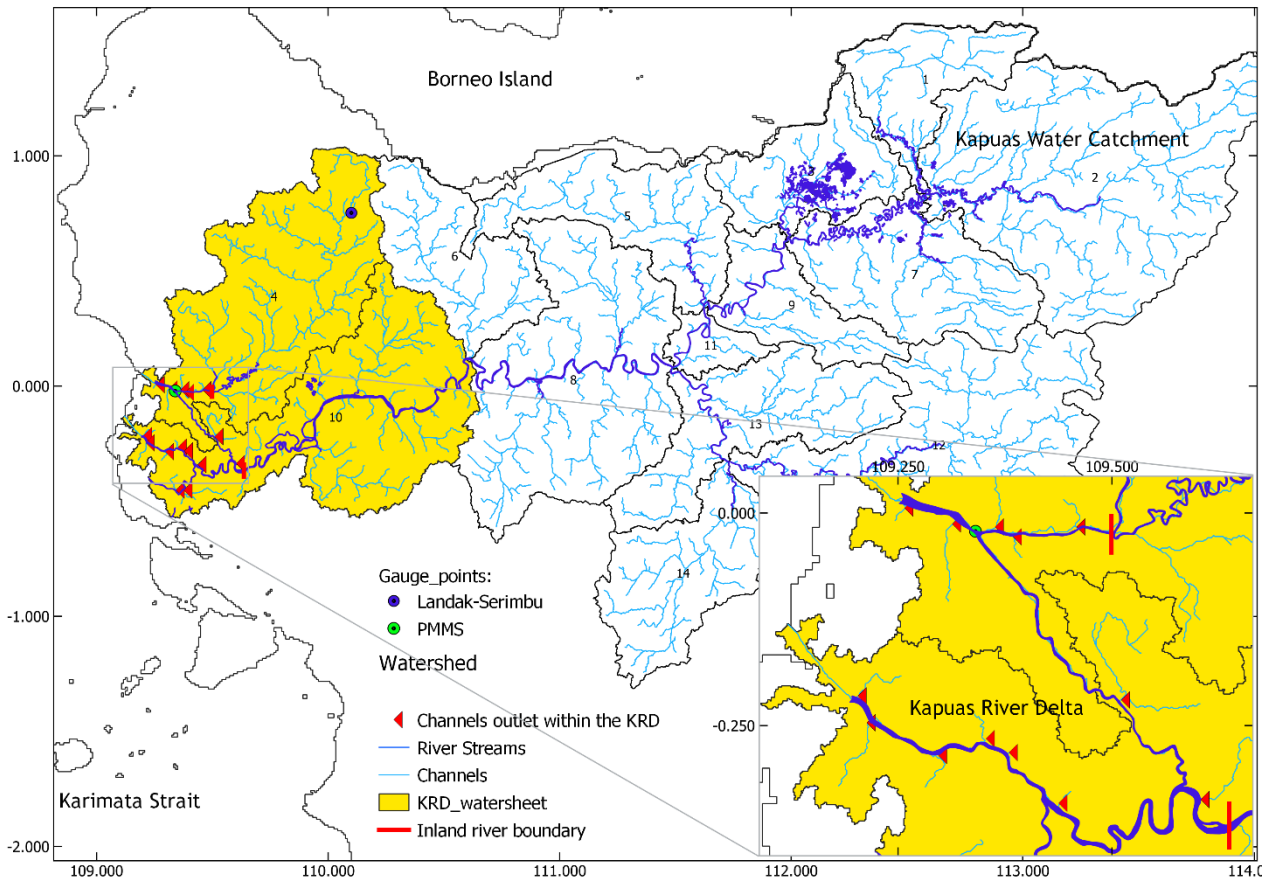 Borneo Island
1
Kapuas Water Catchment
1.000
2
5
6
7
4
9
11
0.000
8
10
13
12
109.250
109.500
0.000
14
-1.000
Gauge_points:
Landak-Serimbu
PMMS
Watershed
Channels outlet within the KRD
River Streams
Channels
KRD_watersheet
Inland river boundary
Kapuas River Delta
-0.250
Karimata Strait
-2.000
109.000
110.000
111.000
112.000
113.000
114.0